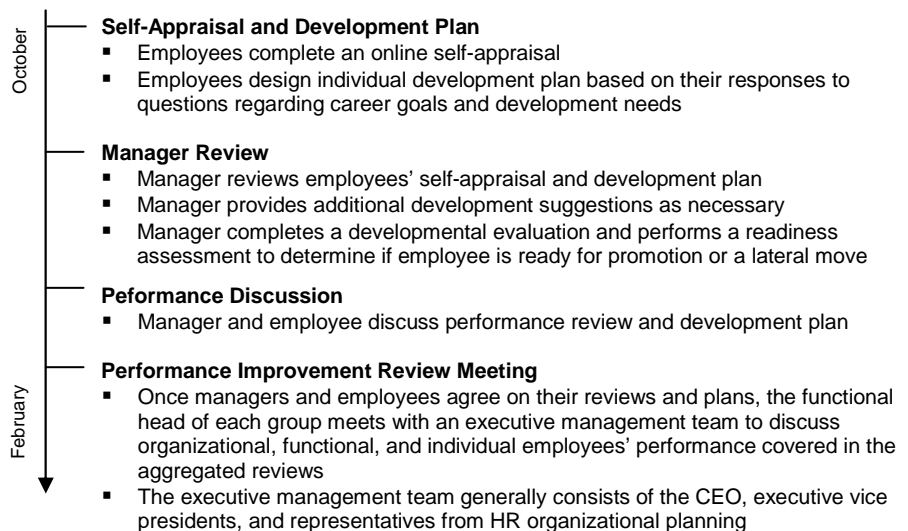 October
Self-Appraisal and Development Plan
▪ Employees complete an online self-appraisal
▪ Employees design individual development plan based on their responses to
questions regarding career goals and development needs
Manager Review
▪ Manager reviews employees’ self-appraisal and development plan
▪ Manager provides additional development suggestions as necessary
▪ Manager completes a developmental evaluation and performs a readiness
assessment to determine if employee is ready for promotion or a lateral move
Peformance Discussion
▪ Manager and employee discuss performance review and development plan
February
Performance Improvement Review Meeting
▪ Once managers and employees agree on their reviews and plans, the functional
head of each group meets with an executive management team to discuss
organizational, functional, and individual employees’ performance covered in the
aggregated reviews
▪ The executive management team generally consists of the CEO, executive vice
presidents, and representatives from HR organizational planning